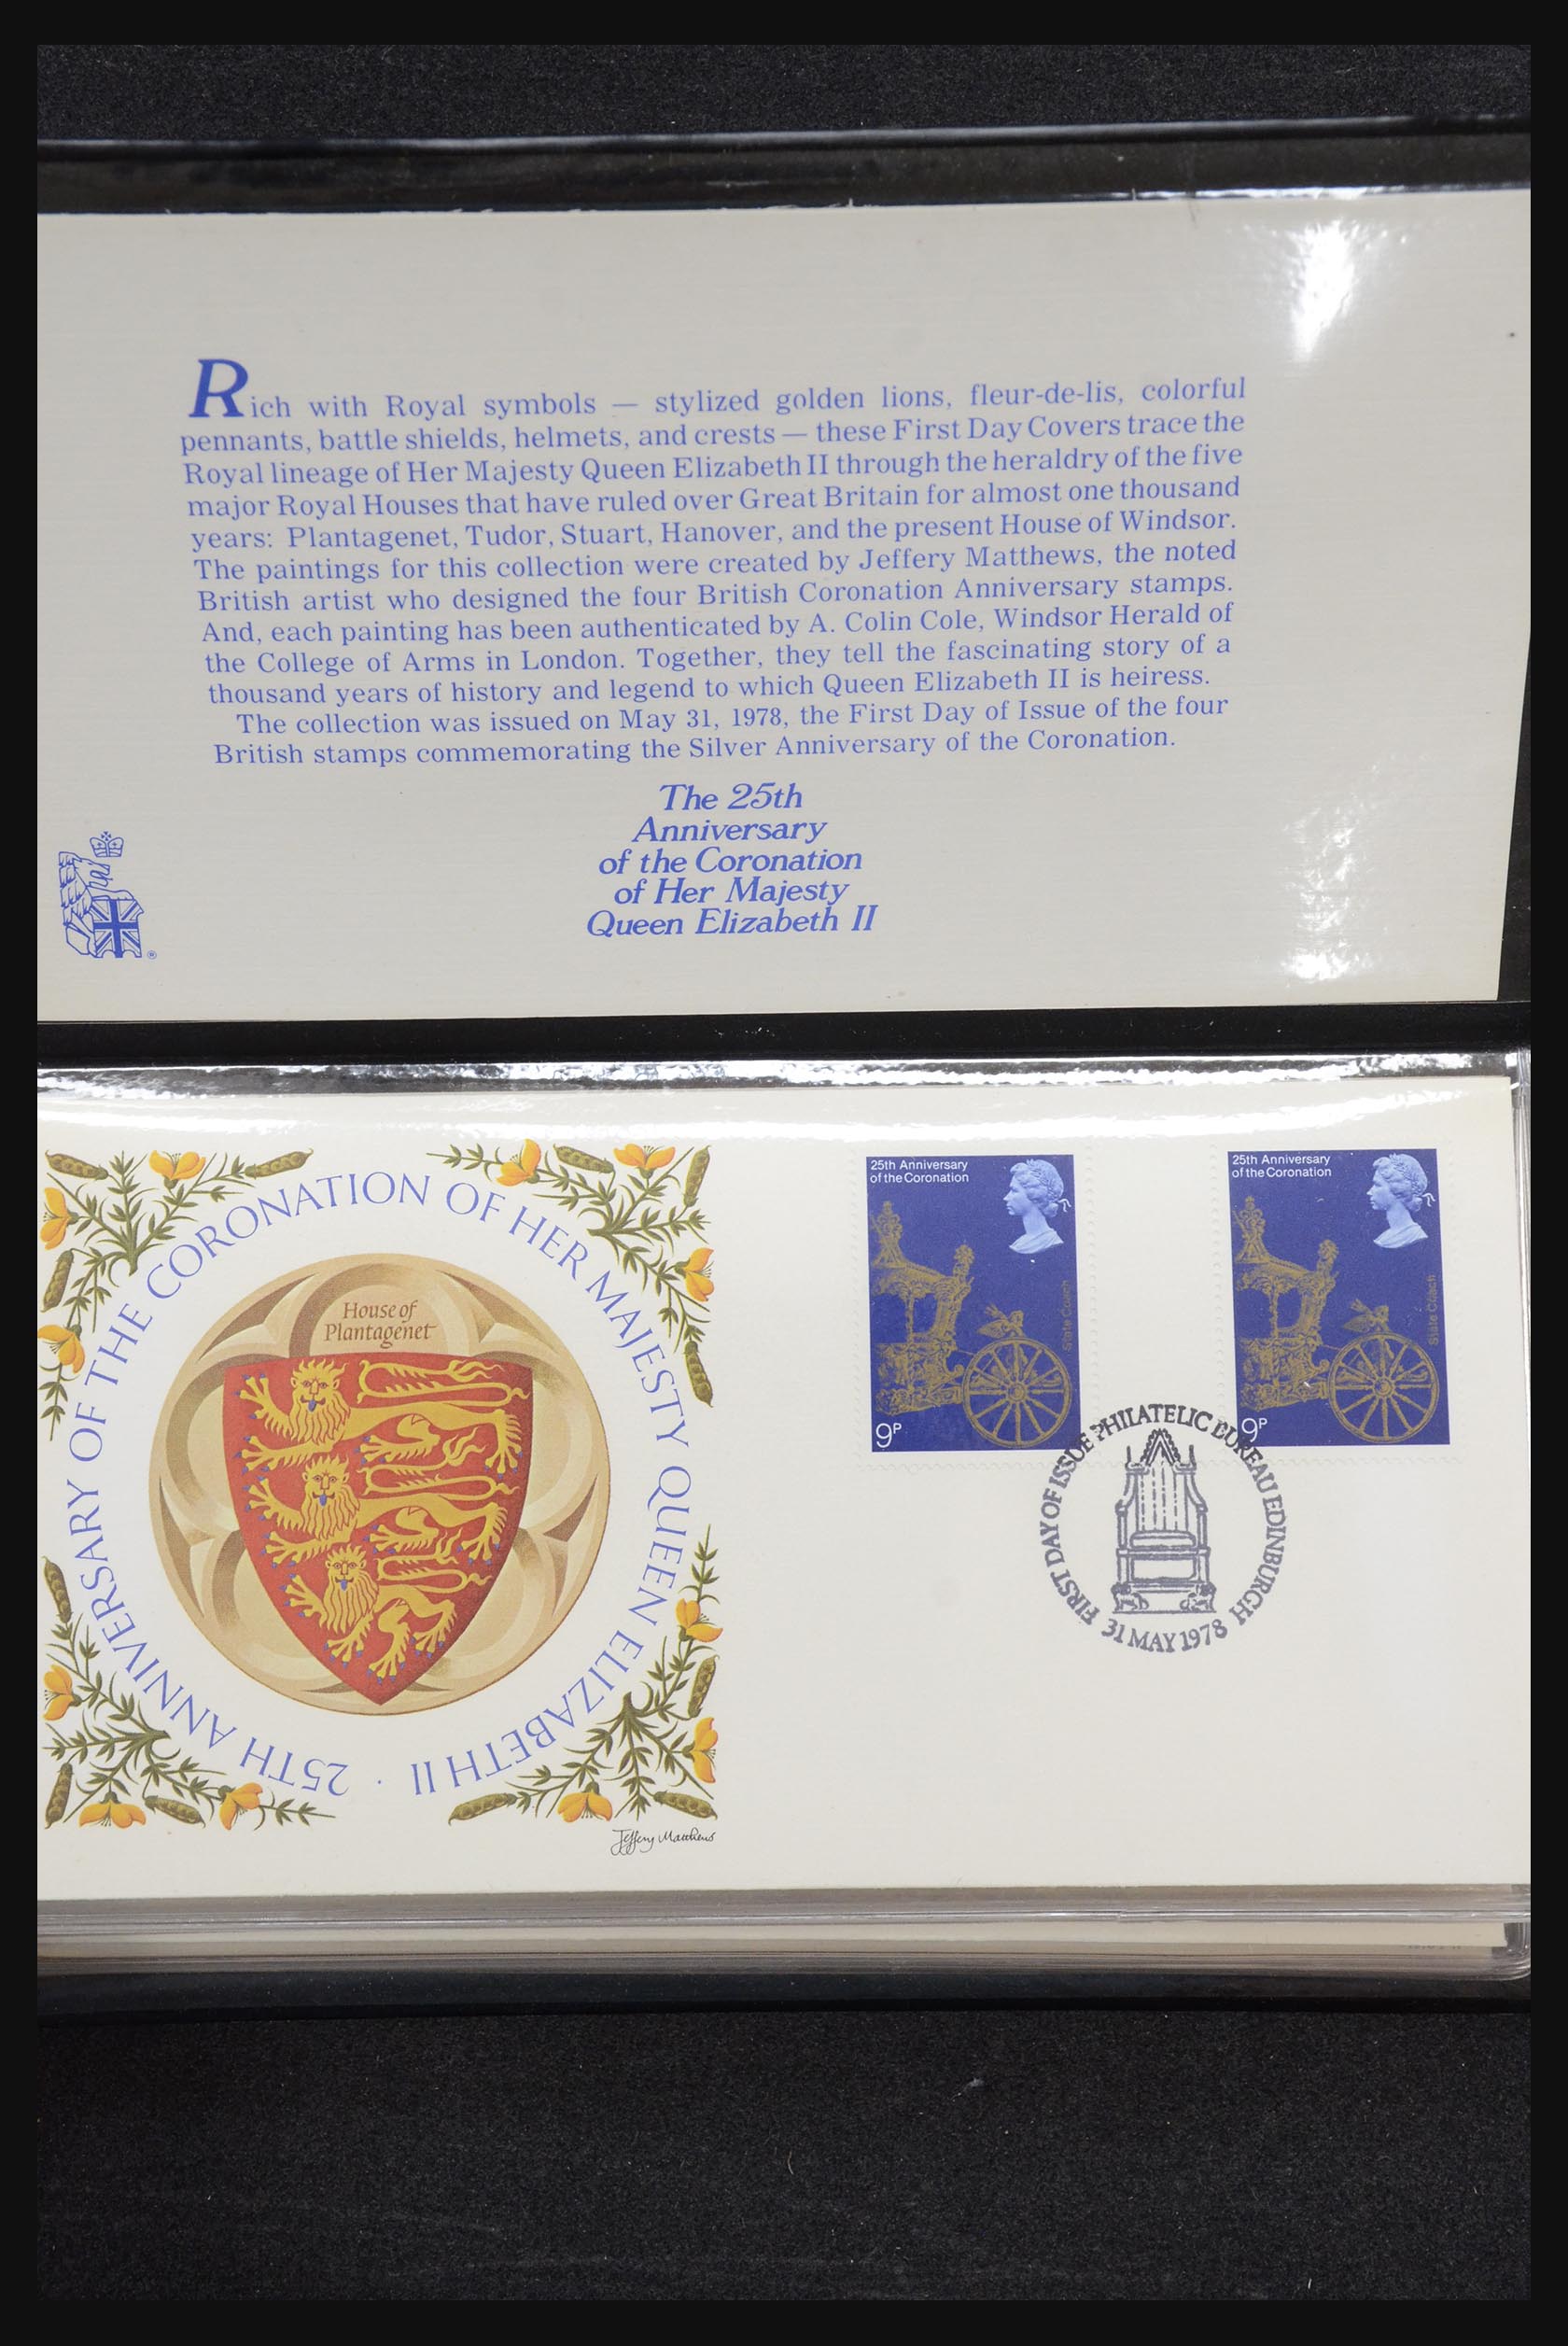 Rich with Royal symbols — stylized golden lions, fleur-de-lis, colorful
pennants, battle shields, helmets, and crests — these First Day Covers trace the
Royal lineage of Her Majesty Queen Elizabeth II through the heraldry of the five
major Royal Houses that have ruled over Great Britain for almost one thousand
years: Plantagenet, Tudor, Stuart, Hanover, and the present House of Windsor.
The paintings for this collection were created by Jeffery Matthews, the noted
British artist who designed the four British Coronation Anniversary stamps.
And, each painting has been authenticated by A. Colin Cole, Windsor Herald of
the College of Arms in London. Together, they tell the fascinating story of a
thousand years of history and legend to which Queen Elizabeth II is heiress.
The collection was issued on May 31, 1978, the First Day of Issue of the four
British stamps commemorating the Silver Anniversary of the Coronation.
The 25th
Anniversary
of the Coronation
of Her Majesty
Queen Elizabeth II
®
25TH ANNIVERSARY OF THE CORONATION OF HER MAJESTY QUEEN ELIZABETH II ·
House of
Plantagenet
Jeffery Matthews
25th Anniversary
of the Coronation
State Coach
9P
25th Anniversary
of the Coronation
State Coach
9P
FIRST DAY OF ISSUE PHILATELIC BUREAU EDINBURGH
31 MAY 1978